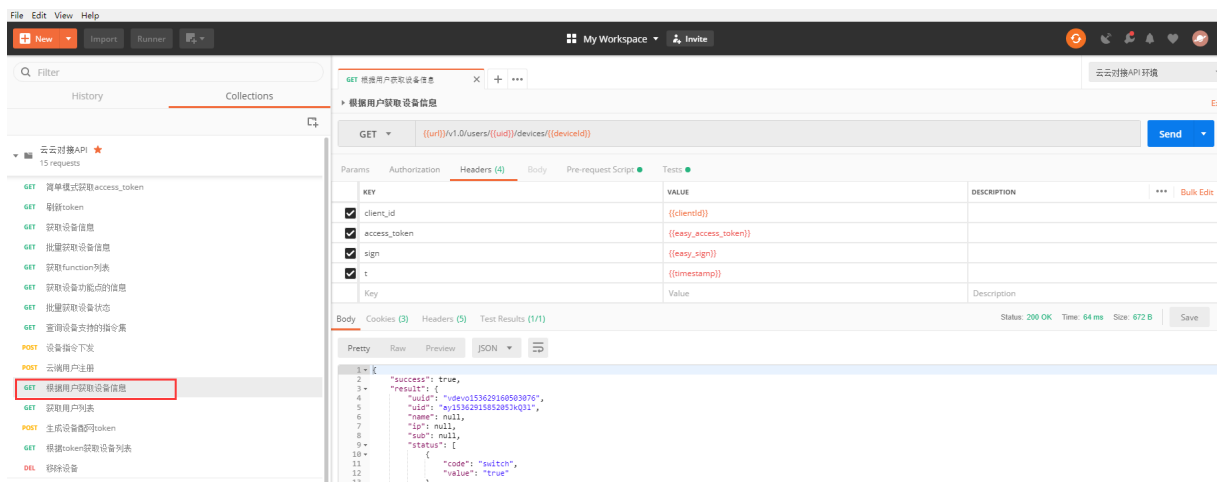 File Edit View Help
New Import Runner My Workspace Invite
Filter
History Collections
云云对接API
15 requests
GET 简单模式获取access_token
GET 刷新token
GET 获取设备信息
GET 批量获取设备信息
GET 获取function列表
GET 获取设备功能点的信息
GET 批量获取设备状态
GET 查询设备支持的指令集
POST 设备指令下发
POST 云端用户注册
GET 根据用户获取设备信息
GET 获取用户列表
POST 生成设备配网token
GET 根据token获取设备列表
DEL 移除设备
GET 根据用户获取设备信息
云云对接API 环境
根据用户获取设备信息
GET {{url}}/v1.0/users/{{uid}}/devices/{{deviceId}} Send
Params Authorization Headers (4) Body Pre-request Script Tests
KEY VALUE DESCRIPTION Bulk Edit
client_id {{clientId}}
access_token {{easy_access_token}}
sign {{easy_sign}}
t {{timestamp}}
Key Value Description
Body Cookies (3) Headers (5) Test Results (1/1) Status: 200 OK Time: 64 ms Size: 672 B Save
Pretty Raw Preview JSON
1 {
2 "success": true,
3 "result": {
4 "uuid": "vdevo153629160503076",
5 "uid": "ay1536291585205JkQ31",
6 "name": null,
7 "ip": null,
8 "sub": null,
9 "status": [
10 {
11 "code": "switch",
12 "value": "true"